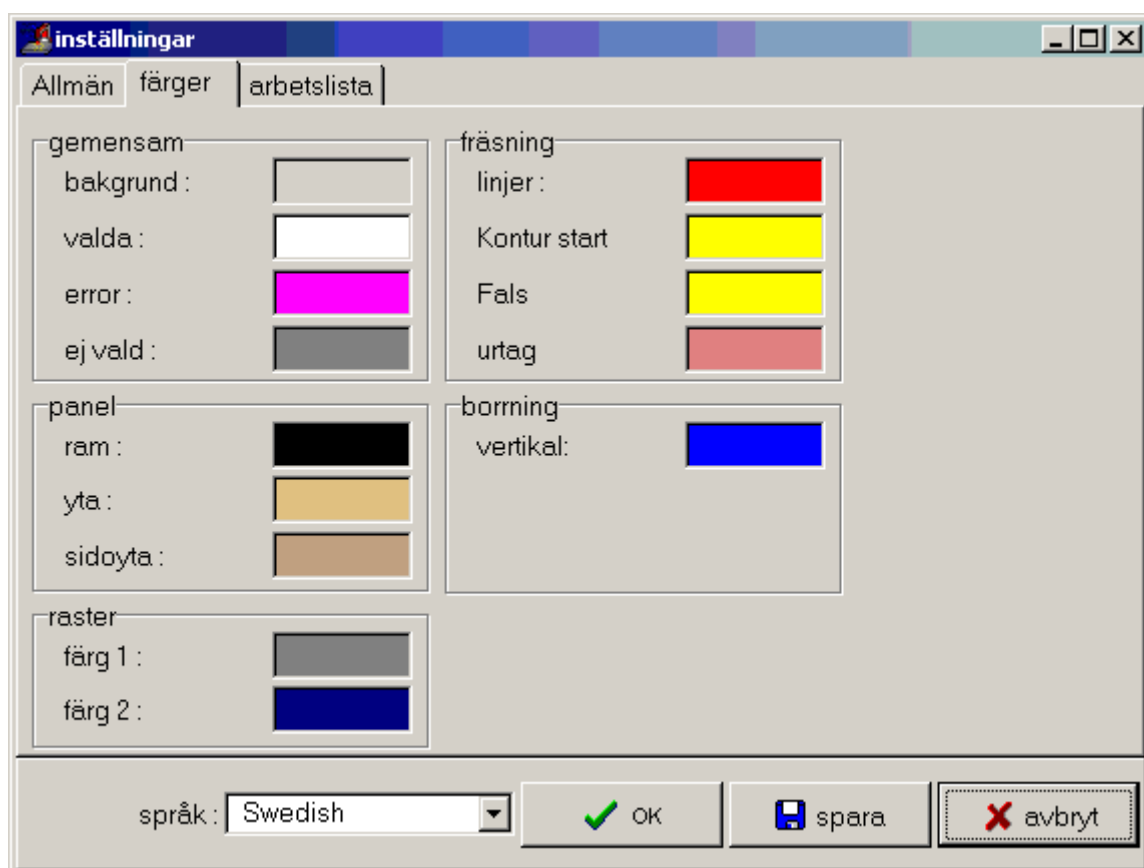 inställningar
Allmän färger arbetslista
gemensam
bakgrund :
valda :
error :
ej vald :
fräsning
linjer :
Kontur start
Fals
urtag
panel
ram :
yta :
sidoyta :
borrning
vertikal:
raster
färg 1 :
färg 2 :
språk : Swedish OK spara avbryt